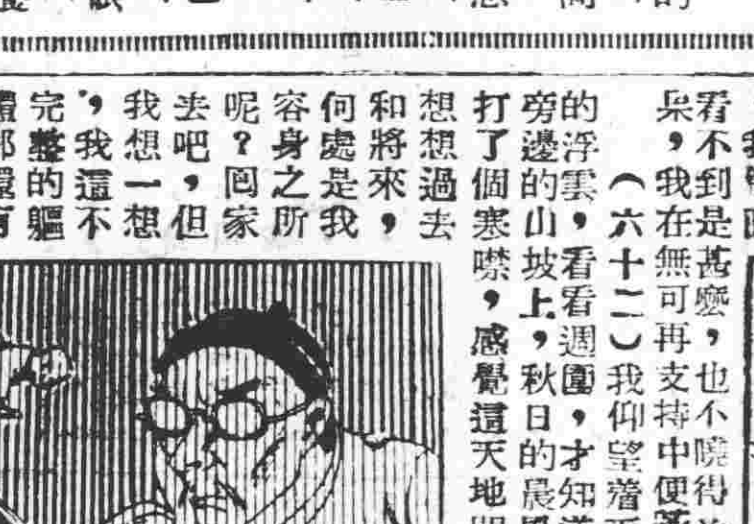 看不到是甚麼，也不曉得
，我在無可再支持中便
（六十二）我仰望着
的浮雲，看看週圍，才知道
旁邊的山坡上，秋日的晨
打了個寒噤，感覺這天地
想想過去
和將來，
何處是我
容身之所
呢？囘家
去吧，但
我想一想
，我這不
完整的軀